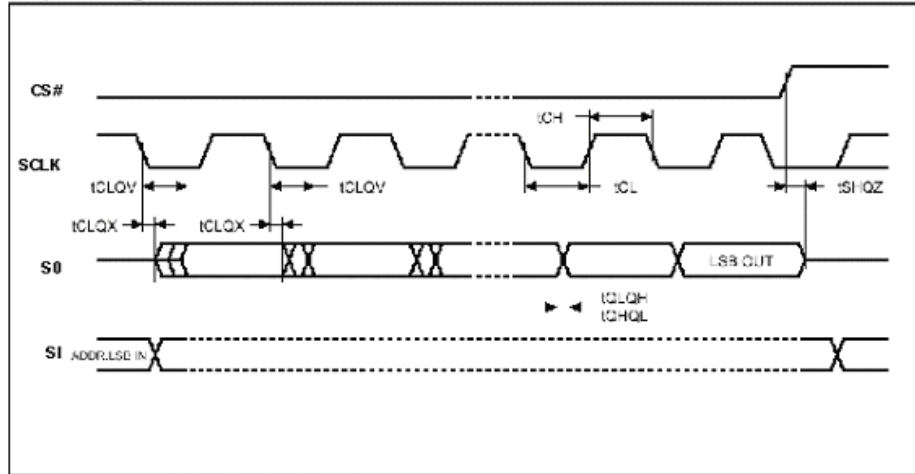 CS#
tCH
SCLK
tCLQV
tCLQV
tCL
tSHQZ
tCLQX
tCLQX
S0
LSB OUT
tQLQH
tQHQL
SI
ADDR.LSB IN